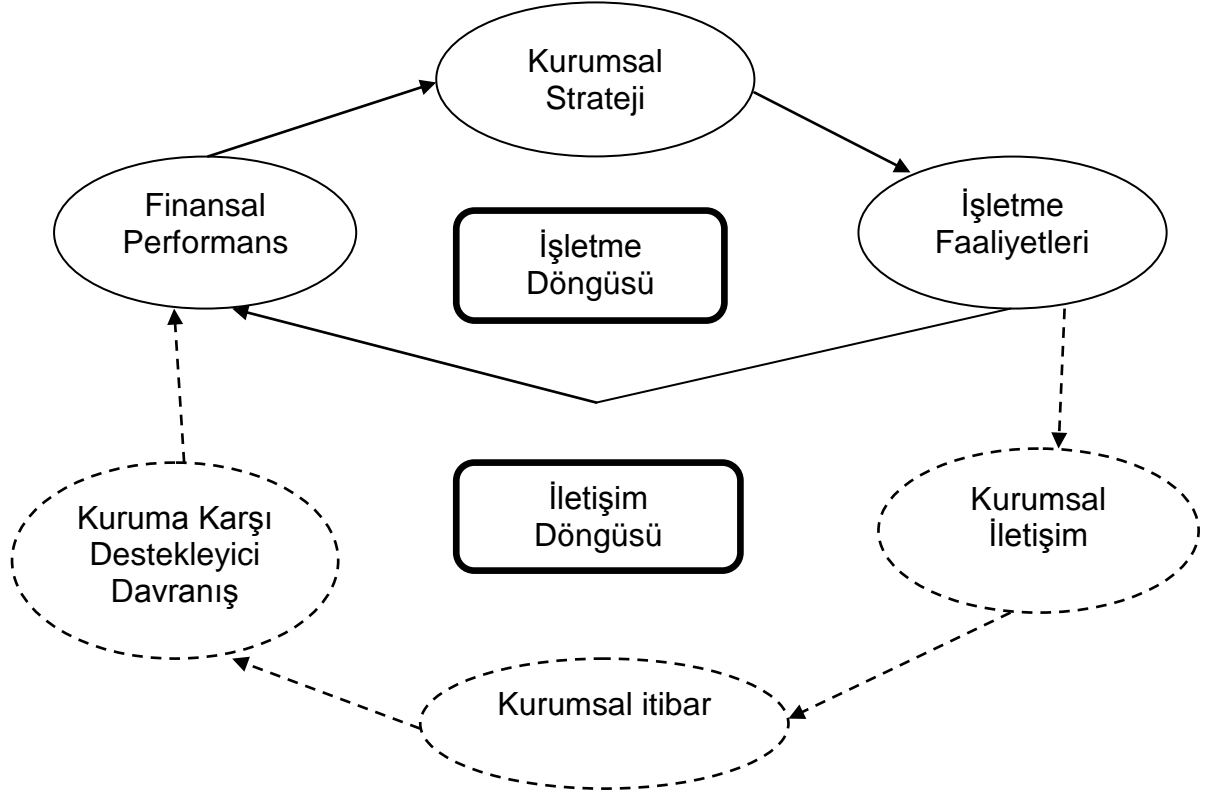 Kurumsal
Strateji
Finansal
Performans
İşletme
Döngüsü
İşletme
Faaliyetleri
Kuruma Karşı
Destekleyici
Davranış
İletişim
Döngüsü
Kurumsal
İletişim
Kurumsal itibar